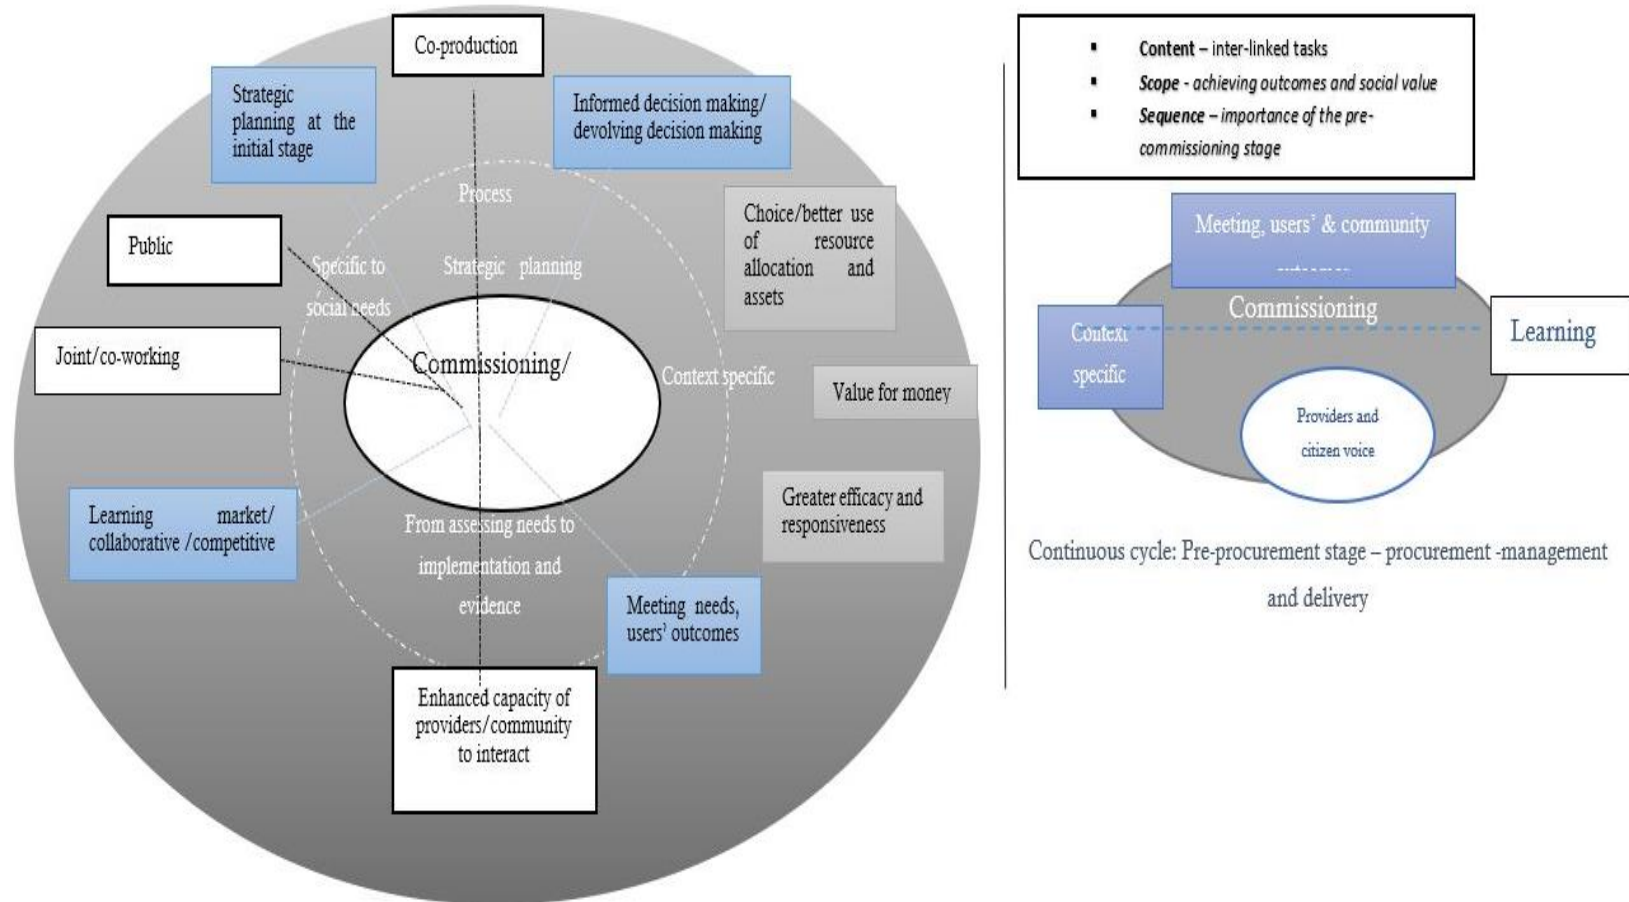 Co-production
Strategic
planning at the
initial stage
Informed decision making/
devolving decision making
Process
Choice/better use
of resource
allocation and
assets
Public
Specific to
social needs
Strategic planning
Joint/co-working
Commissioning/
Context specific
Value for money
Learning market/
collaborative /competitive
Greater efficacy and
responsiveness
From assessing needs to
implementation and
evidence
Meeting needs,
users’ outcomes
Enhanced capacity of
providers/community
to interact
▪ Content – inter-linked tasks
▪ Scope - achieving outcomes and social value
▪ Sequence – importance of the pre-
commissioning stage
Meeting, users’ & community
Commissioning
Context
specific
Learning
Providers and
citizen voice
Continuous cycle: Pre-procurement stage – procurement -management
and delivery